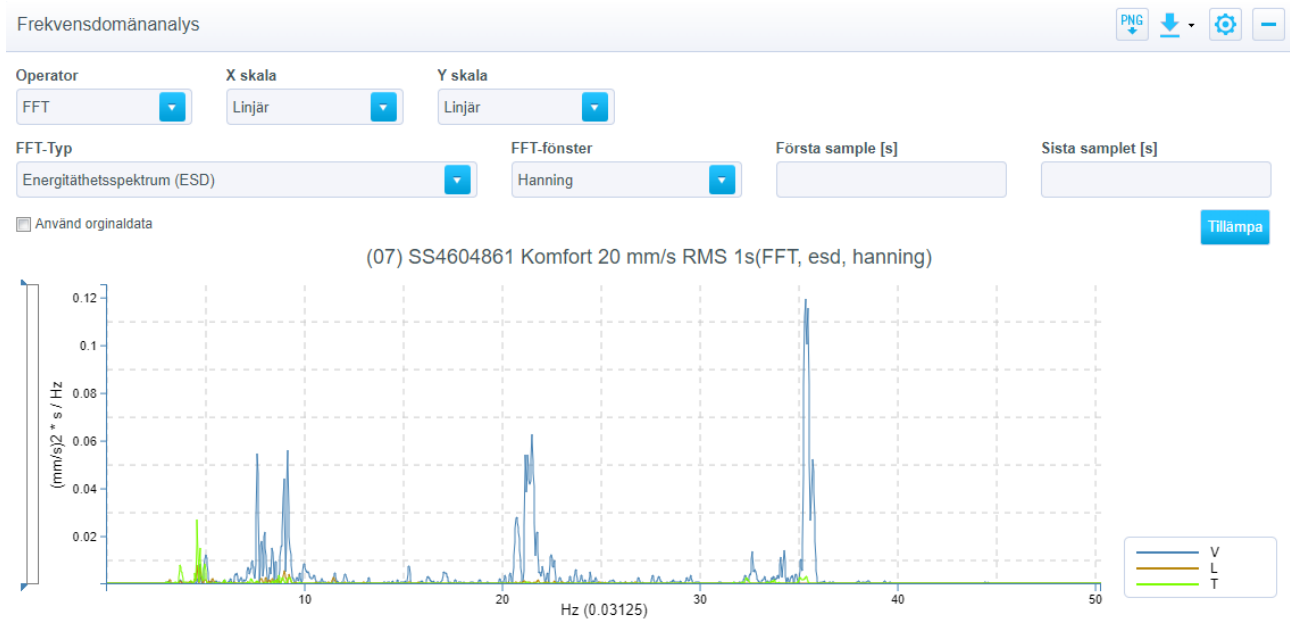 Frekvensdomänanalys
PNG
Operator X skala Y skala
FFT Linjär Linjär
FFT-Typ FFT-fönster Första sample [s] Sista samplet [s]
Energitäthetsspektrum (ESD) Hanning
Använd orginaldata
Tillämpa
(07) SS4604861 Komfort 20 mm/s RMS 1s(FFT, esd, hanning)
(mm/s)2 * s / Hz
0.12
0.1
0.08
0.06
0.04
0.02
10 20 30 40 50
Hz (0.03125)
V
L
T